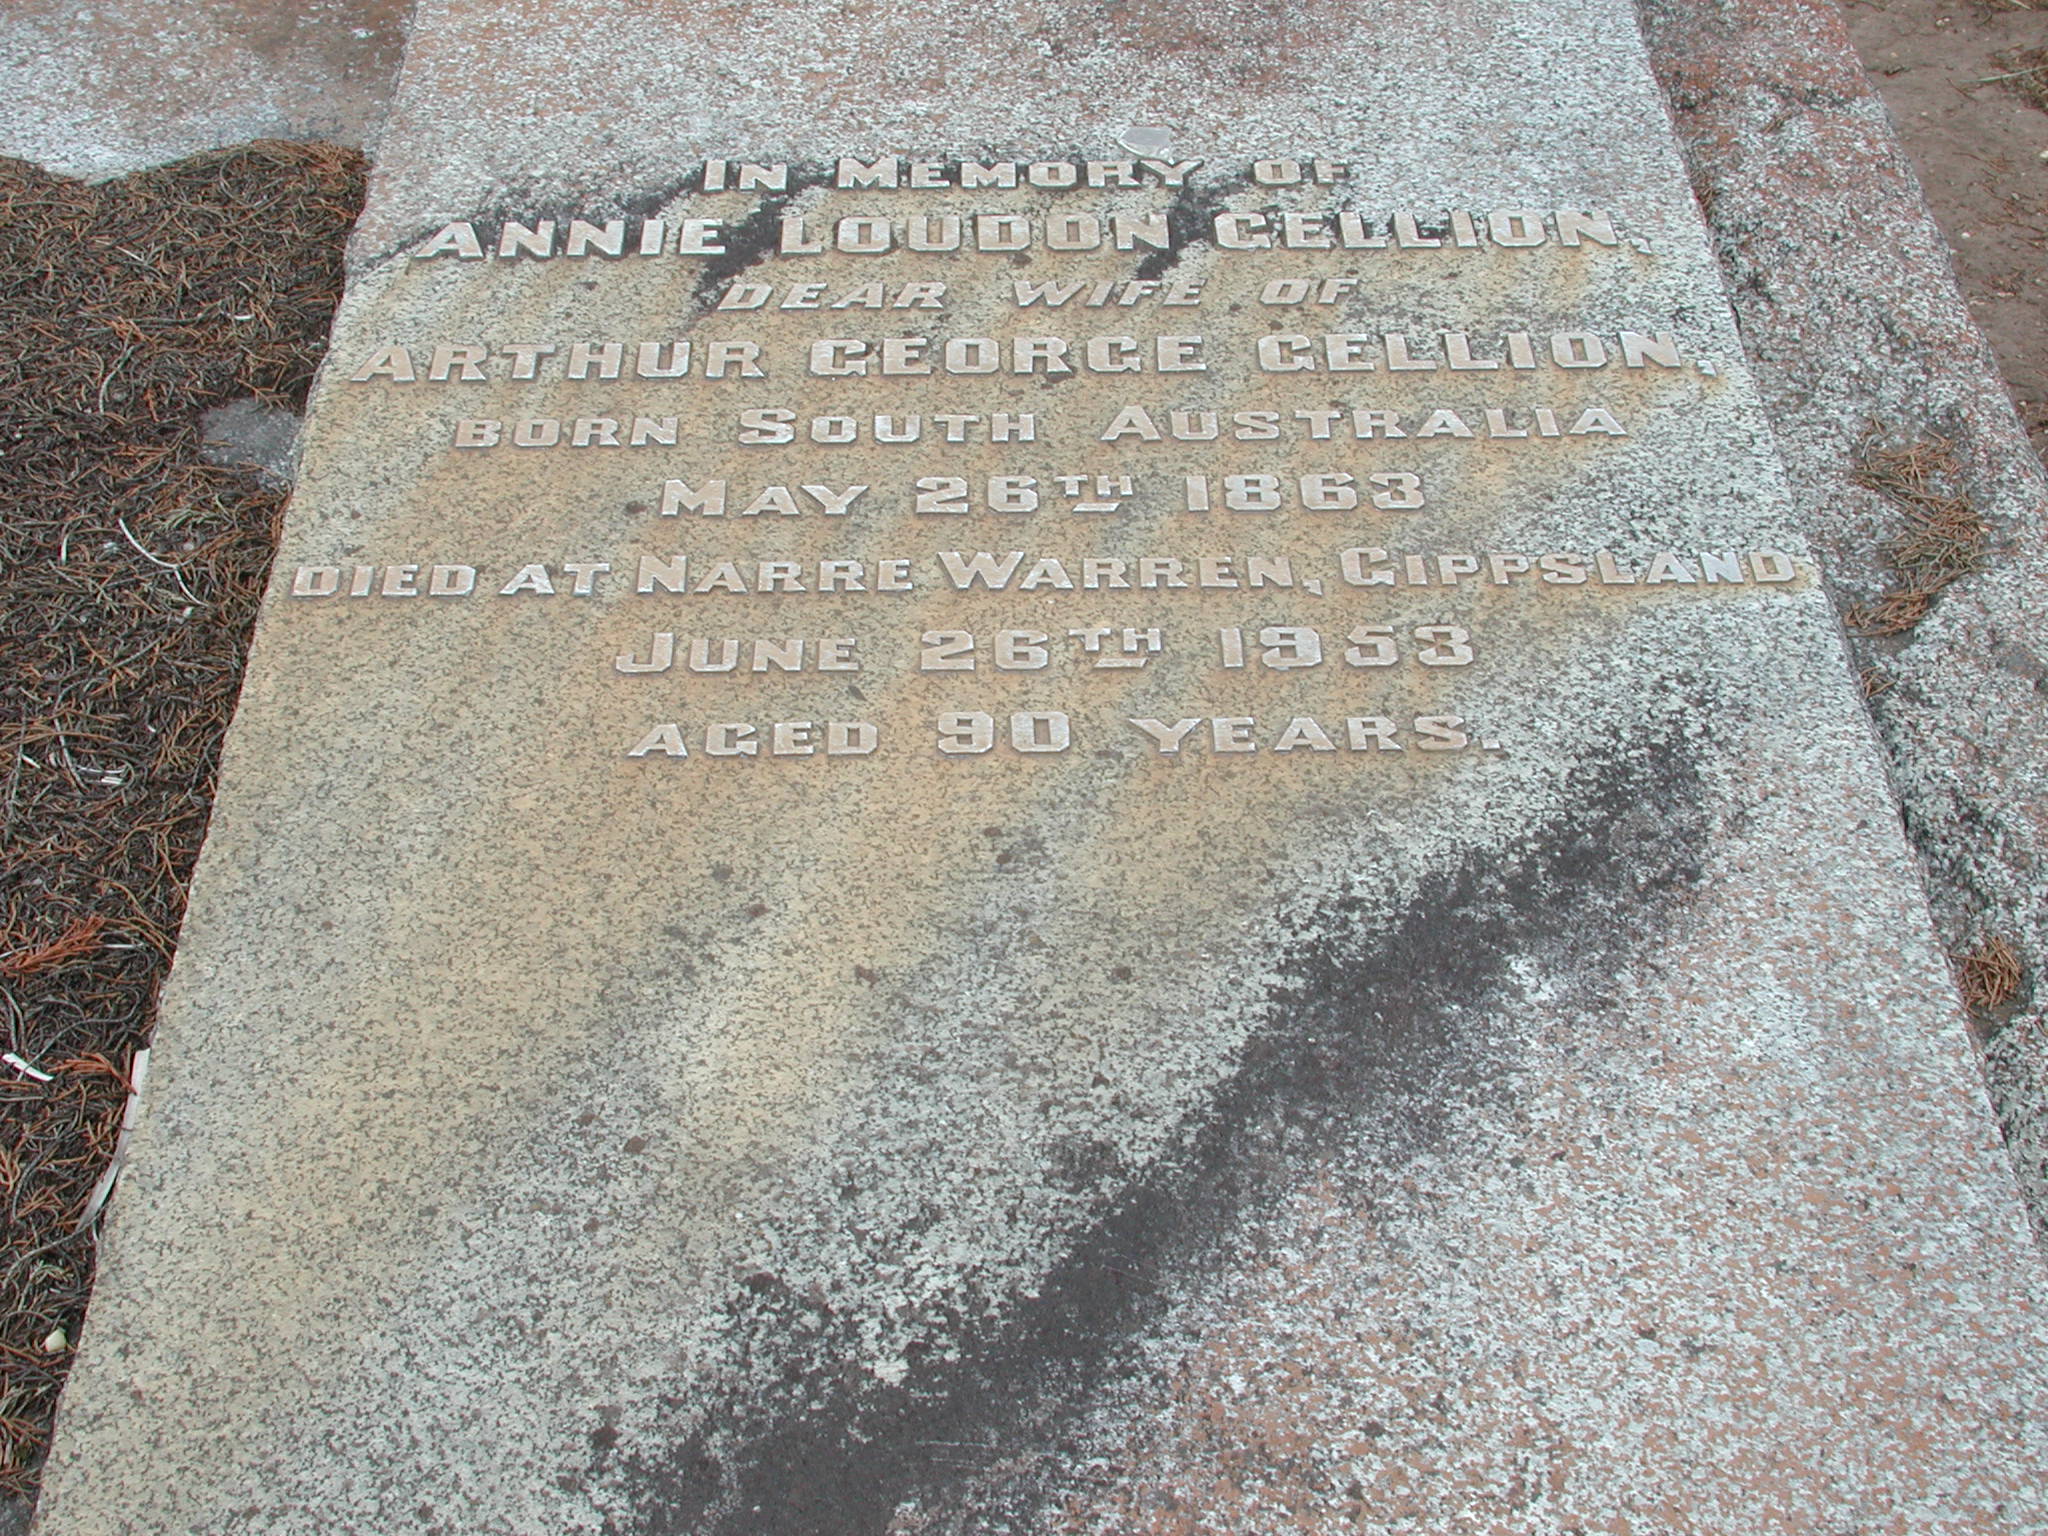 In Memory of
ANNIE LOUDON GELLION,
DEAR WIFE OF
ARTHUR GEORGE GELLION,
BORN SOUTH AUSTRALIA
MAY 26TH 1863
DIED AT NARRE WARREN, GIPPSLAND
JUNE 26TH 1953
AGED 90 YEARS.